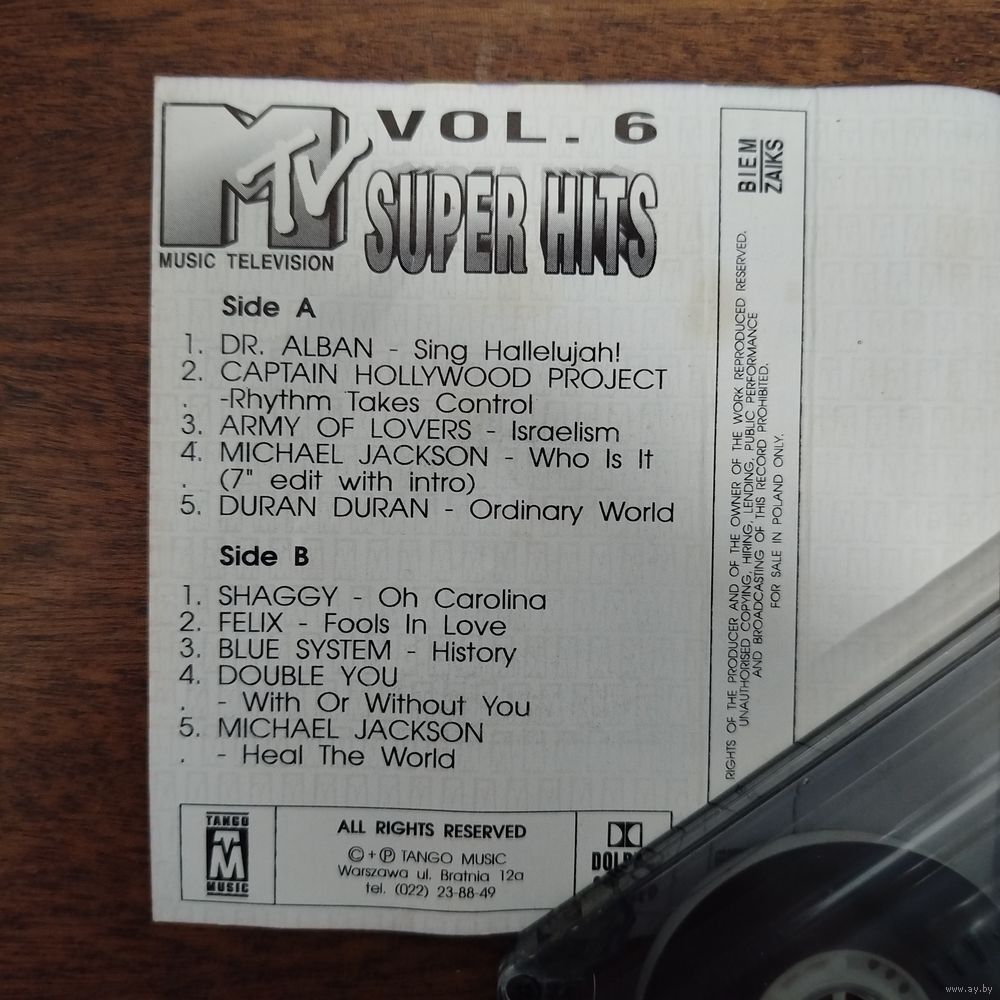 MTV
MUSIC TELEVISION
VOL. 6
SUPER HITS
Side A
1. DR. ALBAN - Sing Hallelujah!
2. CAPTAIN HOLLYWOOD PROJECT
. -Rhythm Takes Control
3. ARMY OF LOVERS - Israelism
4. MICHAEL JACKSON - Who Is It
. (7" edit with intro)
5. DURAN DURAN - Ordinary World
Side B
1. SHAGGY - Oh Carolina
2. FELIX - Fools In Love
3. BLUE SYSTEM - History
4. DOUBLE YOU
. - With Or Without You
5. MICHAEL JACKSON
. - Heal The World
TANGO
TM
MUSIC
ALL RIGHTS RESERVED
©+℗ TANGO MUSIC
Warszawa ul. Bratnia 12a
tel. (022) 23-88-49
BIEM
ZAIKS
RIGHTS OF THE PRODUCER AND OF THE OWNER OF THE WORK REPRODUCED RESERVED.
UNAUTHORISED COPYING, HIRING, LENDING, PUBLIC PERFORMANCE
AND BROADCASTING OF THIS RECORD PROHIBITED.
FOR SALE IN POLAND ONLY.
www.ay.by